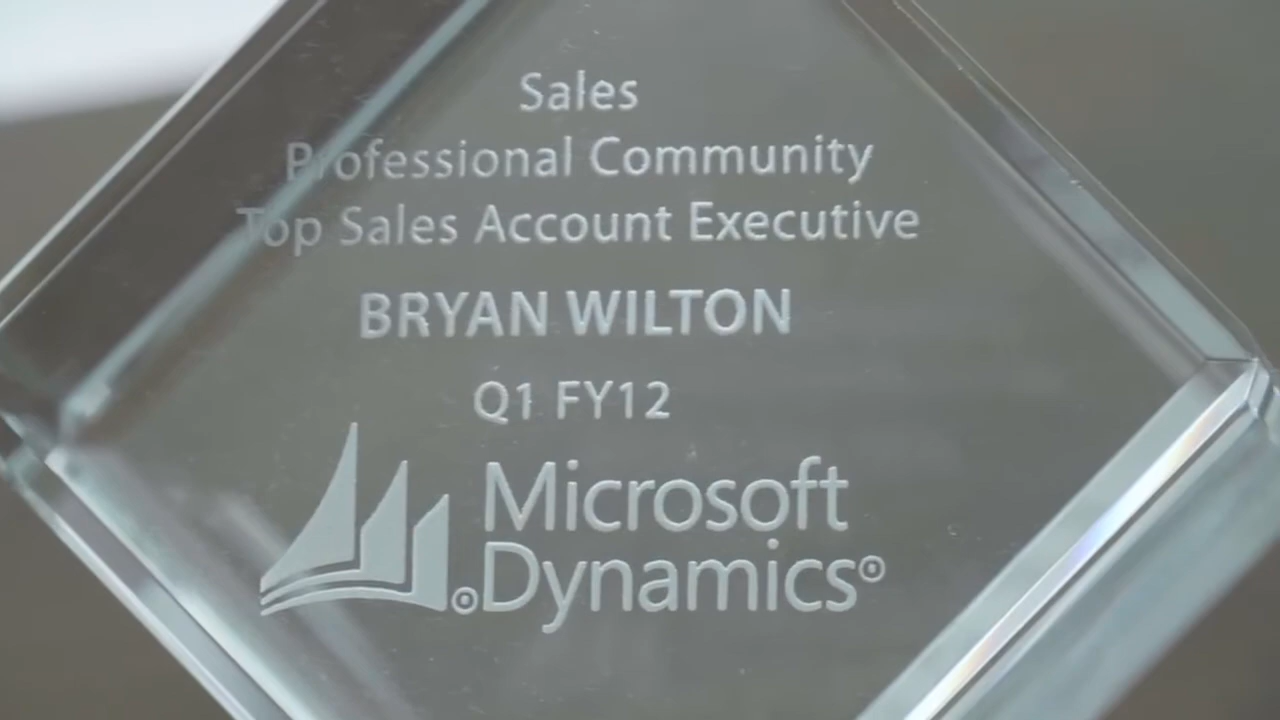 Sales
Professional Community
Top Sales Account Executive
BRYAN WILTON
Q1 FY12
Microsoft
Dynamics®